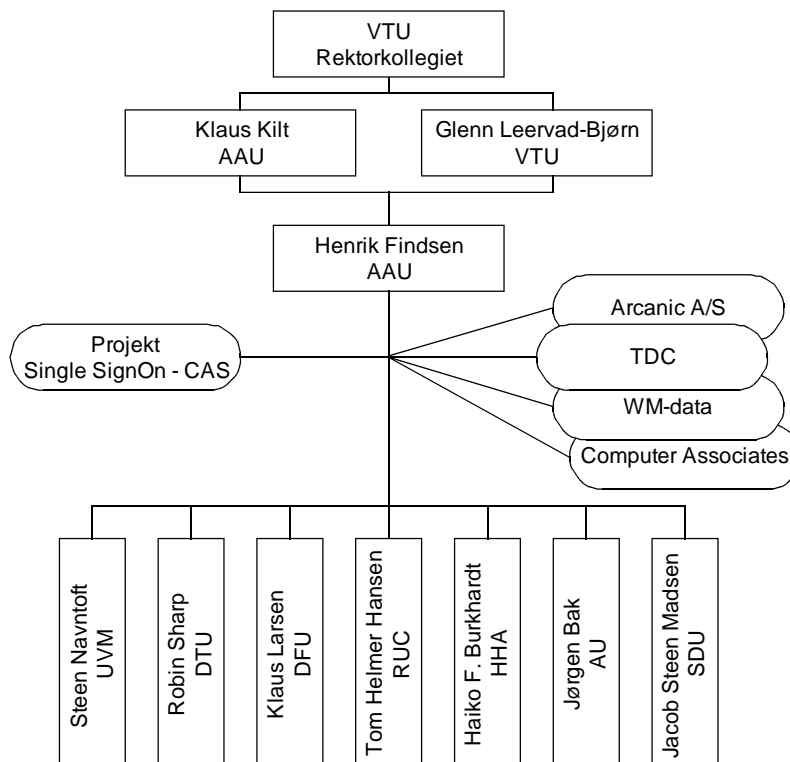 VTU
Rektorkollegiet
Klaus Kilt
AAU
Glenn Leervad-Bjørn
VTU
Henrik Findsen
AAU
Projekt
Single SignOn - CAS
Arcanic A/S
TDC
WM-data
Computer Associates
Steen Navntoft
UVM
Robin Sharp
DTU
Klaus Larsen
DFU
Tom Helmer Hansen
RUC
Haiko F. Burkhardt
HHA
Jørgen Bak
AU
Jacob Steen Madsen
SDU